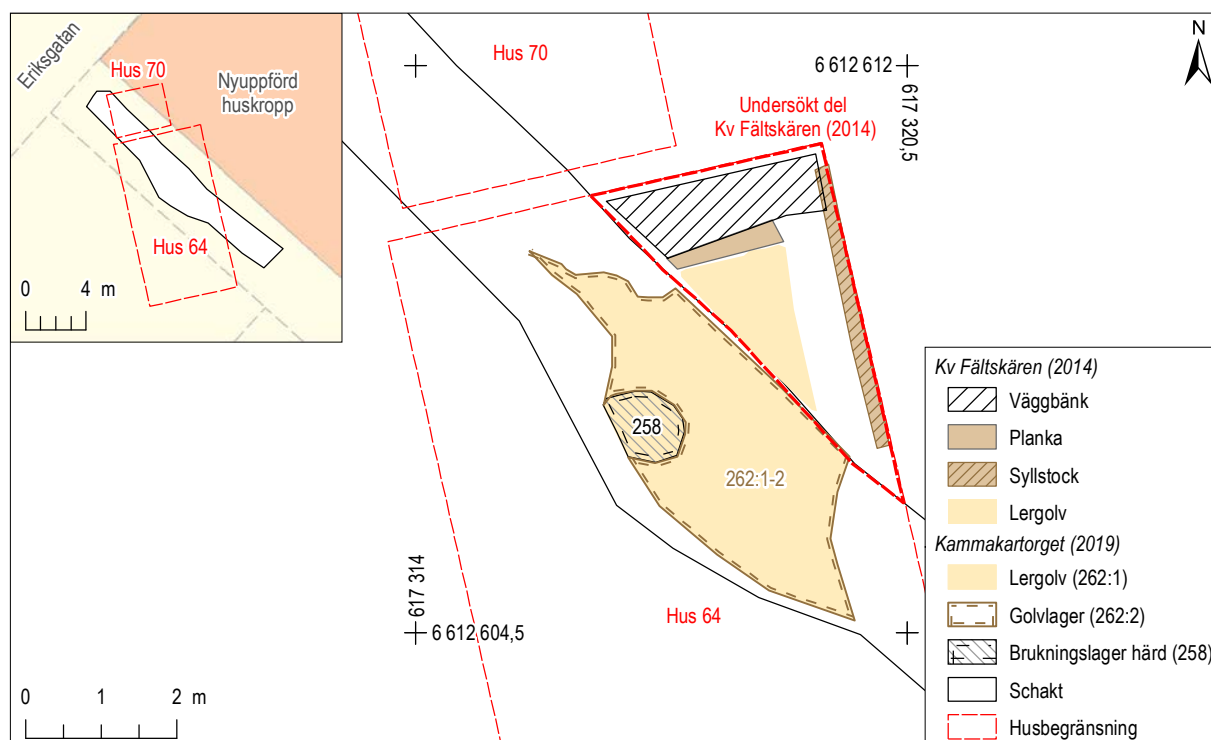 Eriksgatan
Hus 70
Nyuppförd
huskropp
Hus 64
0 4 m
Hus 70
6 612 612
617 320,5
N
Undersökt del
Kv Fältskären (2014)
258
262:1-2
617 314
6 612 604,5
Hus 64
0 1 2 m
Kv Fältskären (2014)
Väggbänk
Planka
Syllstock
Lergolv
Kammakartorget (2019)
Lergolv (262:1)
Golvlager (262:2)
Brukningslager härd (258)
Schakt
Husbegränsning